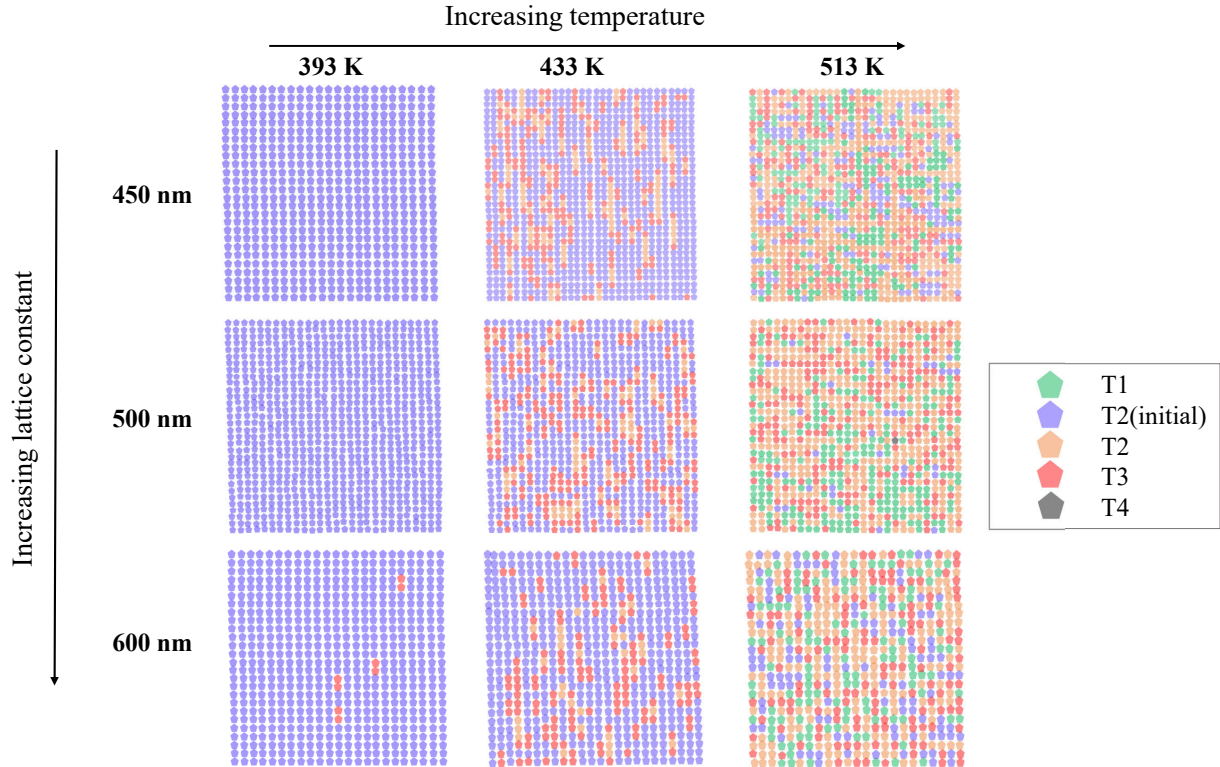 Increasing temperature
393 K
433 K
513 K
Increasing lattice constant
450 nm
500 nm
600 nm
T1
T2(initial)
T2
T3
T4